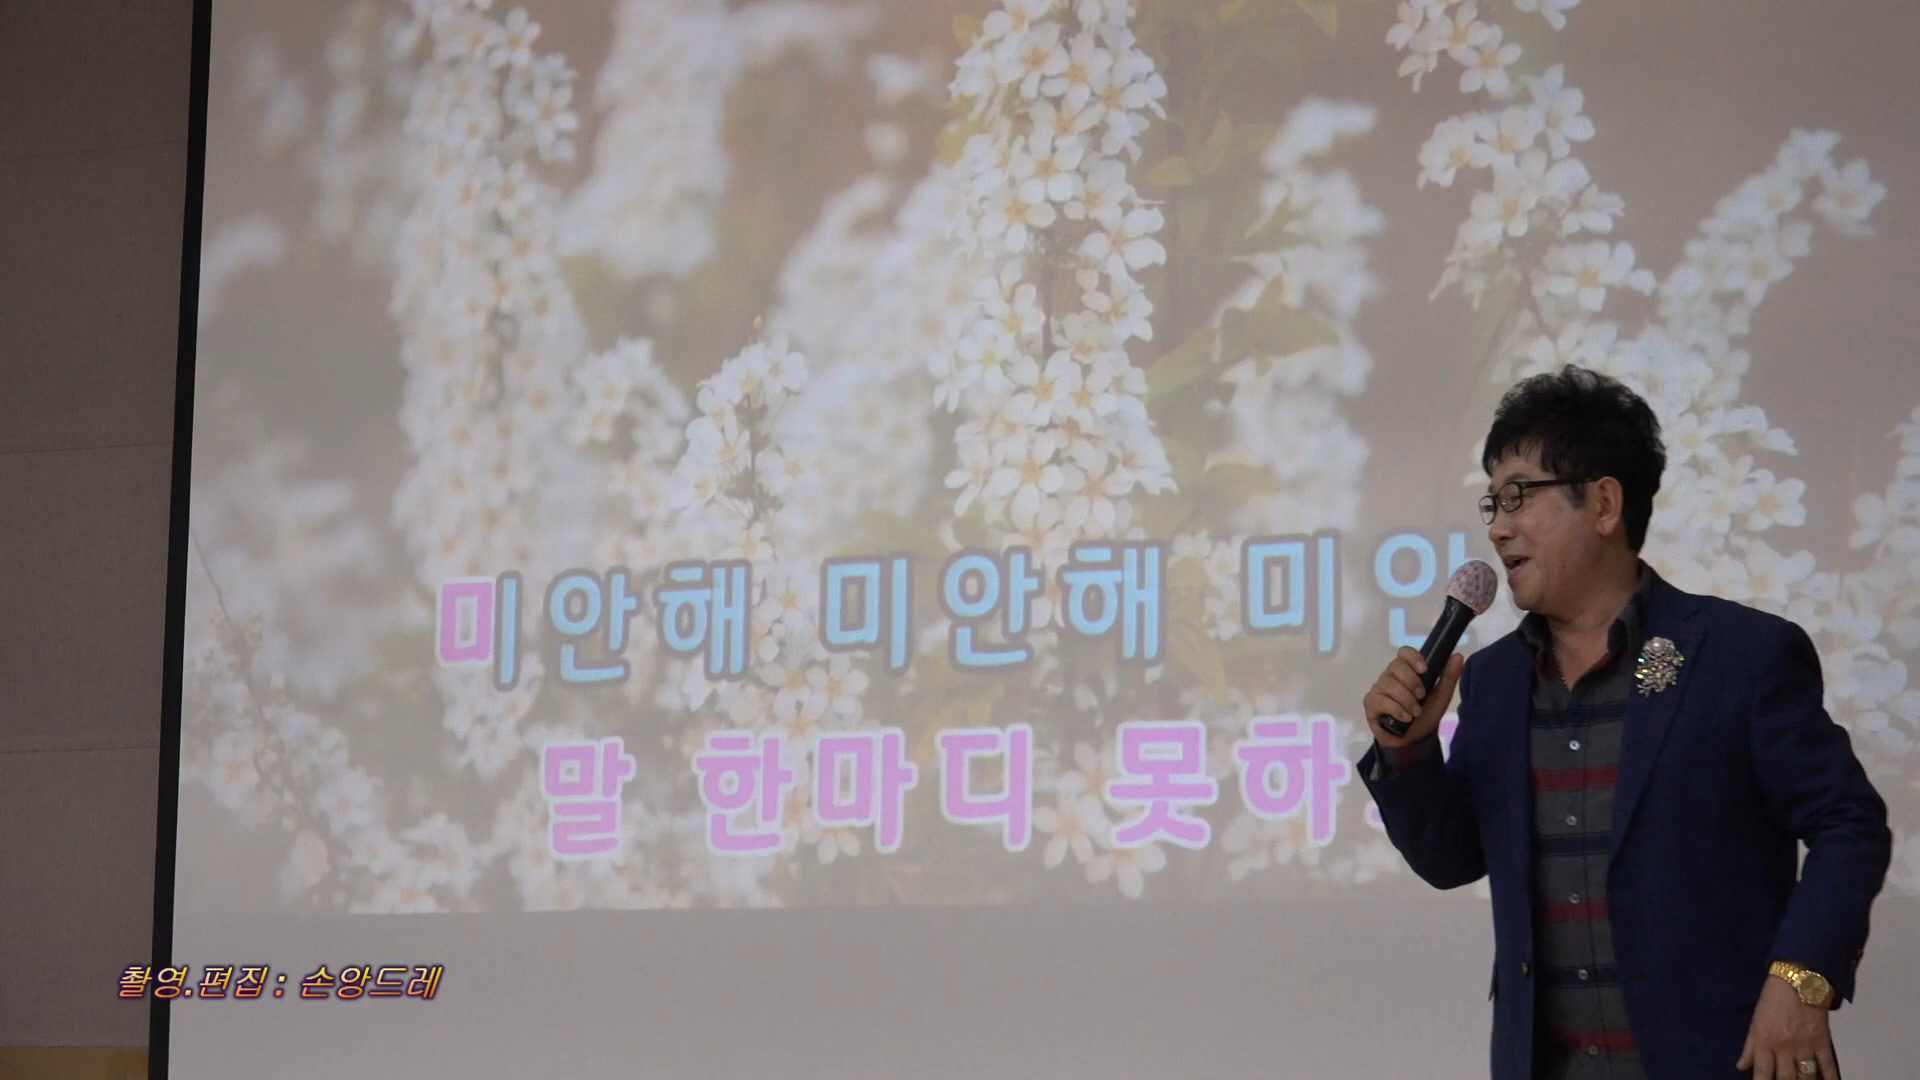 미안해 미안해 미안
말 한마디 못하고
촬영.편집 : 손앙드레